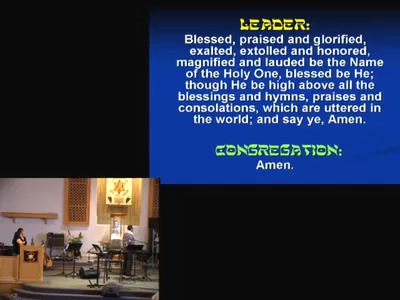 LEADER:
Blessed, praised and glorified,
exalted, extolled and honored,
magnified and lauded be the Name
of the Holy One, blessed be He;
though He be high above all the
blessings and hymns, praises and
consolations, which are uttered in
the world; and say ye, Amen.
CONGREGATION:
Amen.